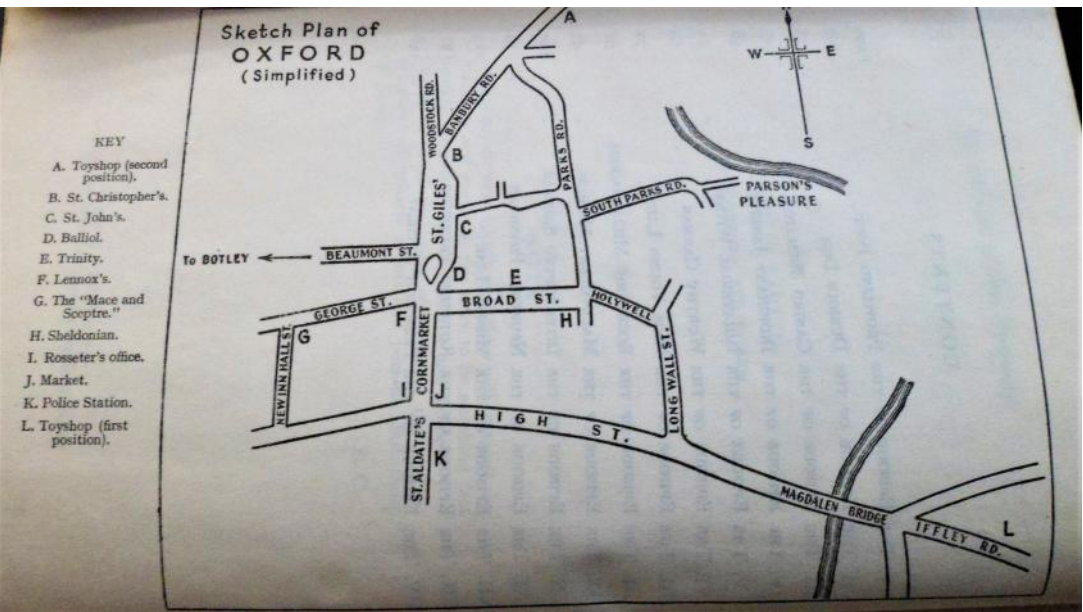 Sketch Plan of
OXFORD
(Simplified)
KEY
A. Toyshop (second
position).
B. St. Christopher's.
C. St. John's.
D. Balliol.
E. Trinity.
F. Lennox's.
G. The "Mace and
Sceptre."
H. Sheldonian.
I. Rosseter's office.
J. Market.
K. Police Station.
L. Toyshop (first
position).
A
W E
S
WOODSTOCK RD.
BANBURY RD.
PARKS RD.
B
ST. GILES'
SOUTH PARKS RD.
PARSON'S
PLEASURE
C
To BOTLEY
BEAUMONT ST.
D
E
GEORGE ST.
BROAD ST.
HOLYWELL
F
H
G
NEW INN HALL ST.
CORNMARKET
LONG WALL ST.
I
J
HIGH ST.
ST. ALDATE'S
K
MAGDALEN BRIDGE
IFFLEY RD.
L